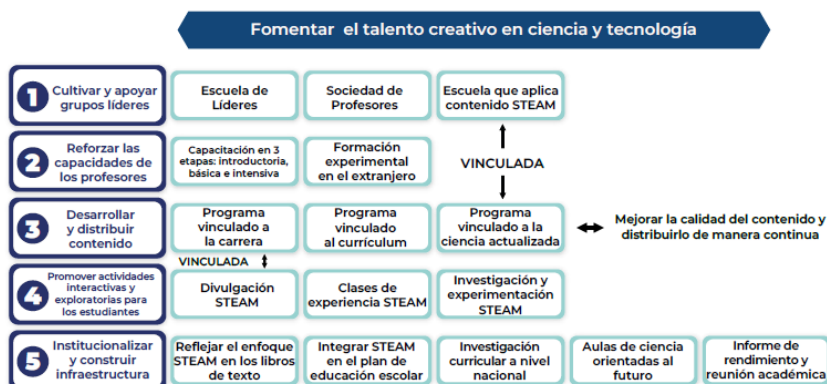 Fomentar el talento creativo en ciencia y tecnología
1
Cultivar y apoyar
grupos líderes
Escuela de
Líderes
Sociedad de
Profesores
Escuela que aplica
contenido STEAM
2
Reforzar las
capacidades de
los profesores
Capacitación en 3
etapas: introductoria,
básica e intensiva
Formación
experimental
en el extranjero
VINCULADA
3
Desarrollar
y distribuir
contenido
Programa
vinculado a
la carrera
Programa
vinculado
al currículum
Programa
vinculado a la
ciencia actualizada
Mejorar la calidad del contenido y
distribuirlo de manera continua
VINCULADA
4
Promover actividades
interactivas y
exploratorias para
los estudiantes
Divulgación
STEAM
Clases de
experiencia STEAM
Investigación y
experimentación
STEAM
5
Institucionalizar
y construir
infraestructura
Reflejar el enfoque
STEAM en los libros
de texto
Integrar STEAM
en el plan de
educación escolar
Investigación
curricular a nivel
nacional
Aulas de ciencia
orientadas al
futuro
Informe de
rendimiento y
reunión académica